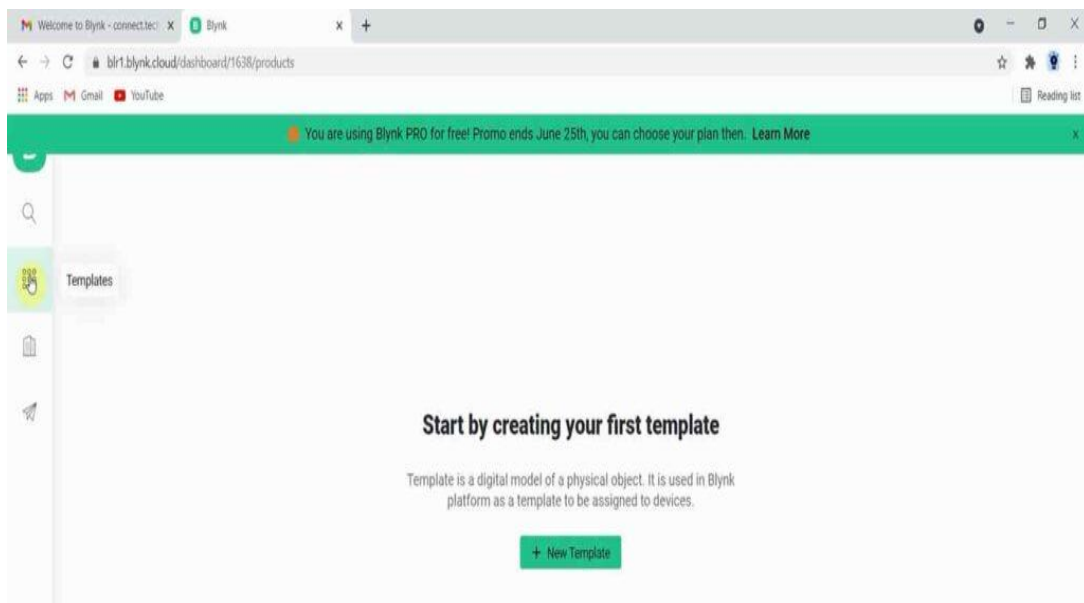 Welcome to Blynk - connect.tec
Blynk
blr1.blynk.cloud/dashboard/1638/products
Apps Gmail YouTube Reading list
You are using Blynk PRO for free! Promo ends June 25th, you can choose your plan then. Learn More
Templates
Start by creating your first template
Template is a digital model of a physical object. It is used in Blynk
platform as a template to be assigned to devices.
+ New Template